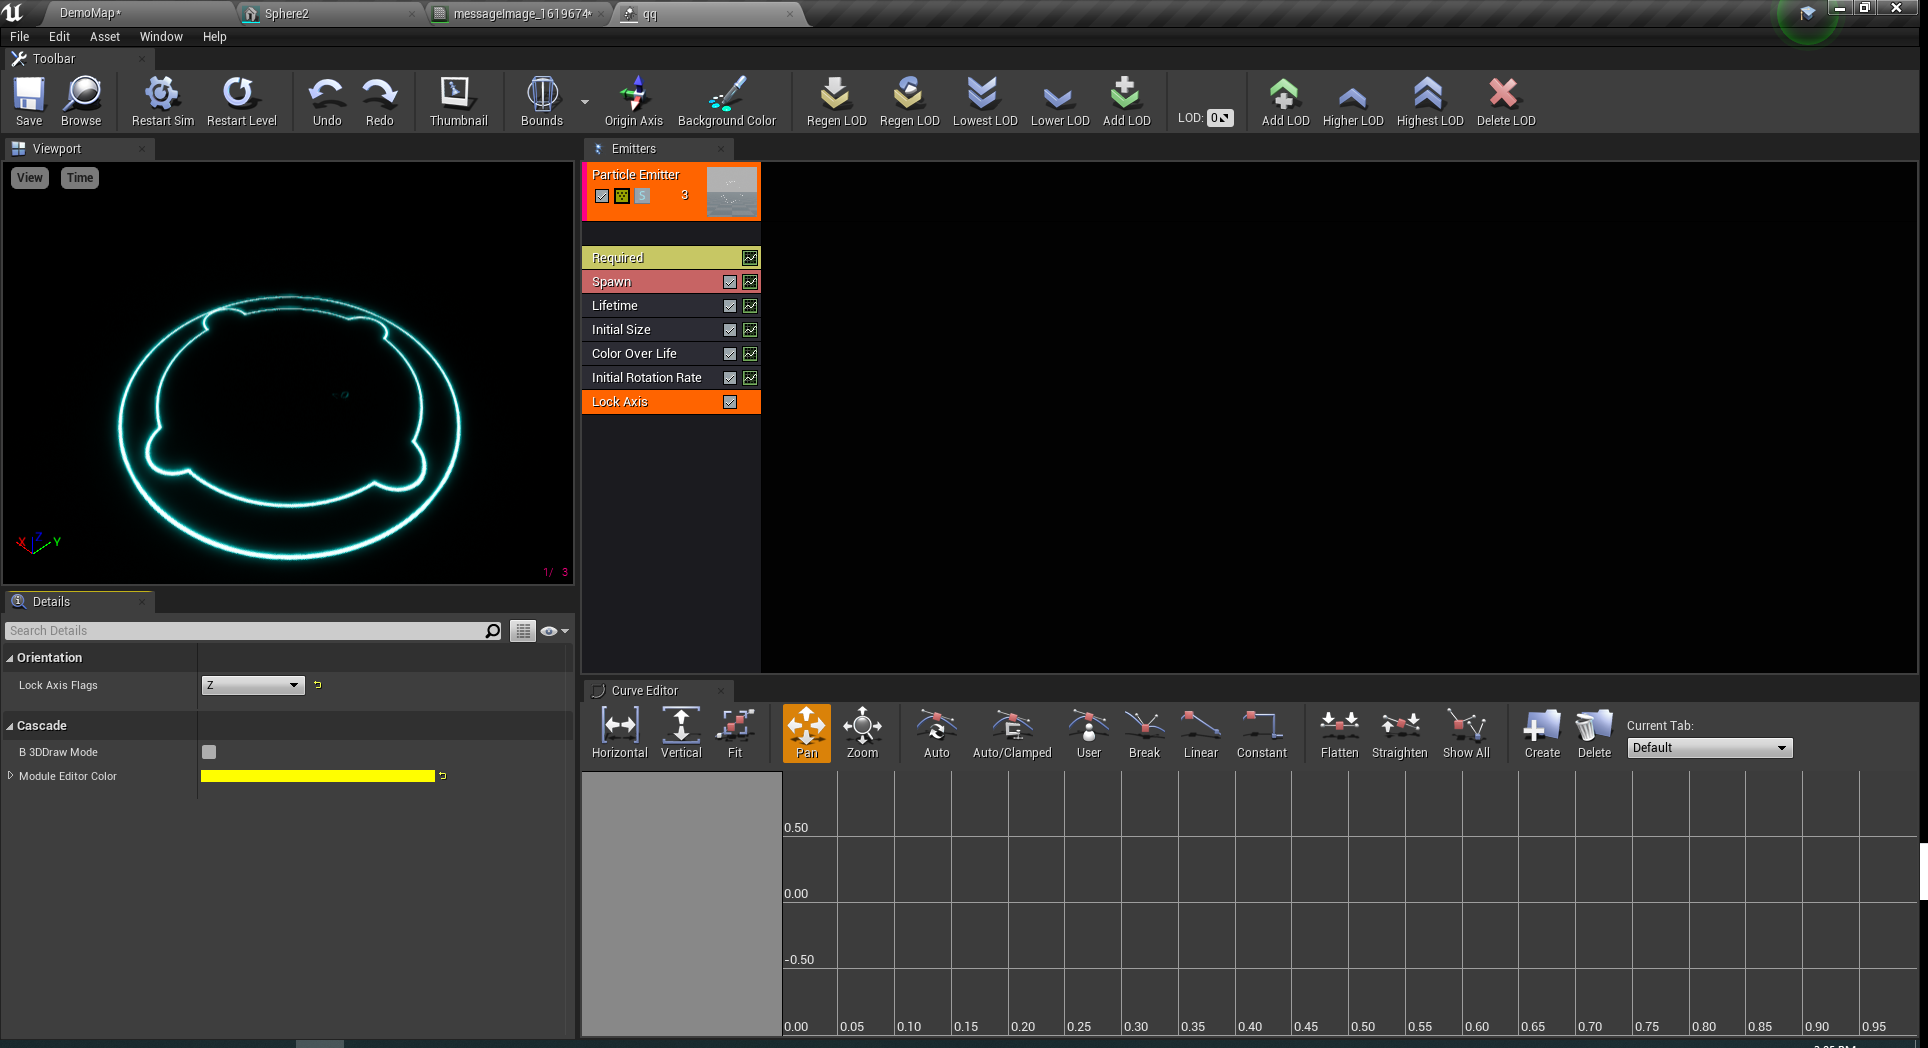 DemoMap*
Sphere2
messageImage_1619674*
qq
File Edit Asset Window Help
Toolbar
Save
Browse
Restart Sim
Restart Level
Undo
Redo
Thumbnail
Bounds
Origin Axis
Background Color
Regen LOD
Regen LOD
Lowest LOD
Lower LOD
Add LOD
LOD: 0
Add LOD
Higher LOD
Highest LOD
Delete LOD
Viewport
View Time
X Z Y
1/ 3
Emitters
Particle Emitter
S 3
Required
Spawn
Lifetime
Initial Size
Color Over Life
Initial Rotation Rate
Lock Axis
Details
Search Details
Orientation
Lock Axis Flags Z
Cascade
B 3DDraw Mode
Module Editor Color
Curve Editor
Horizontal
Vertical
Fit
Pan
Zoom
Auto
Auto/Clamped
User
Break
Linear
Constant
Flatten
Straighten
Show All
Create
Delete
Current Tab:
Default
0.50
0.00
-0.50
0.00 0.05 0.10 0.15 0.20 0.25 0.30 0.35 0.40 0.45 0.50 0.55 0.60 0.65 0.70 0.75 0.80 0.85 0.90 0.95